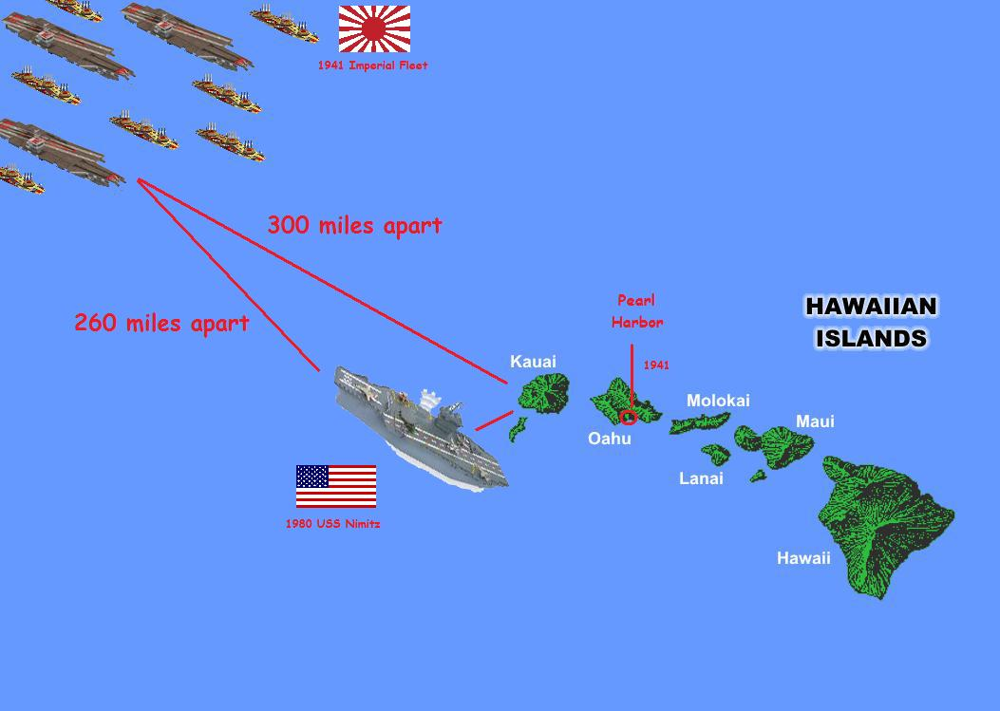 1941 Imperial Fleet
300 miles apart
260 miles apart
Pearl
Harbor
1941
HAWAIIAN
ISLANDS
Kauai
Oahu
Molokai
Maui
Lanai
Hawaii
1980 USS Nimitz